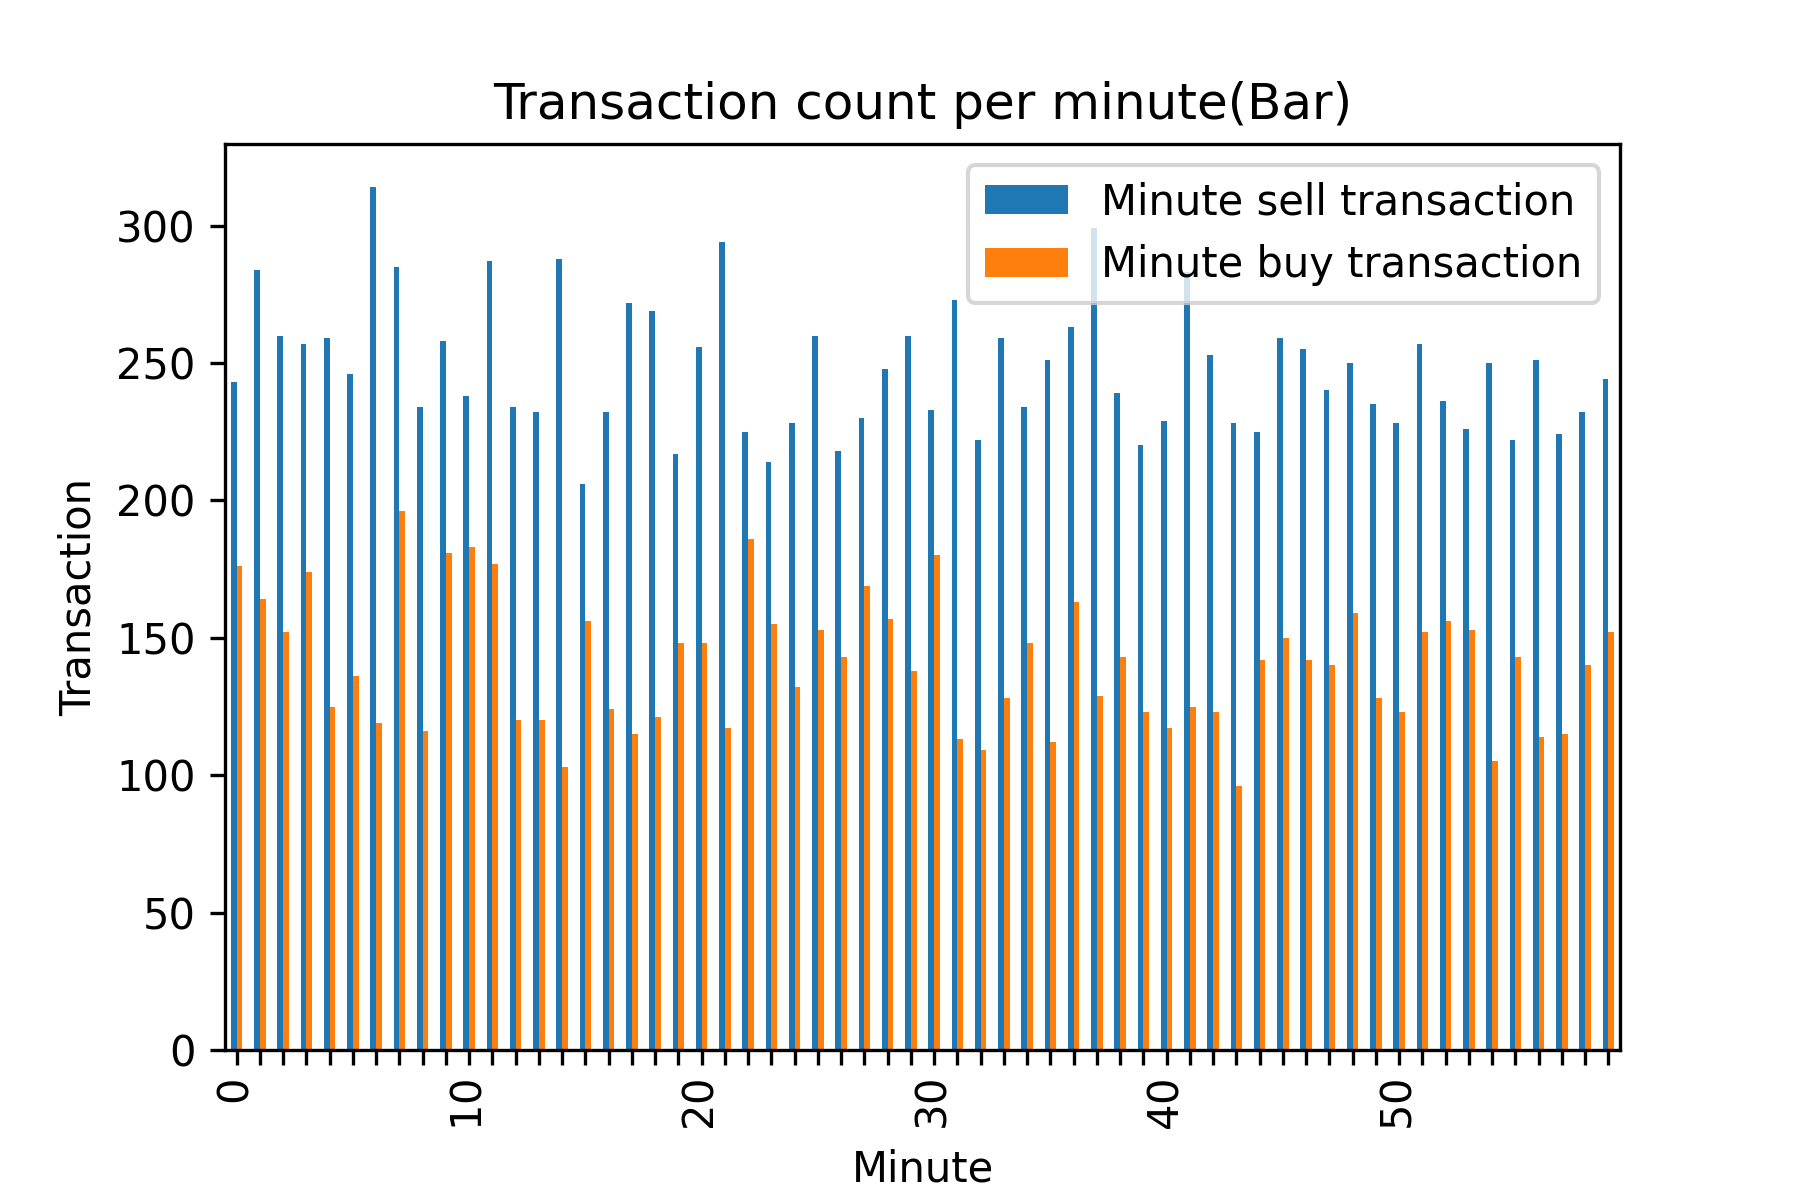 Transaction count per minute(Bar)
Minute sell transaction
Minute buy transaction
300
250
200
150
100
50
0
Transaction
0 10 20 30 40 50
Minute